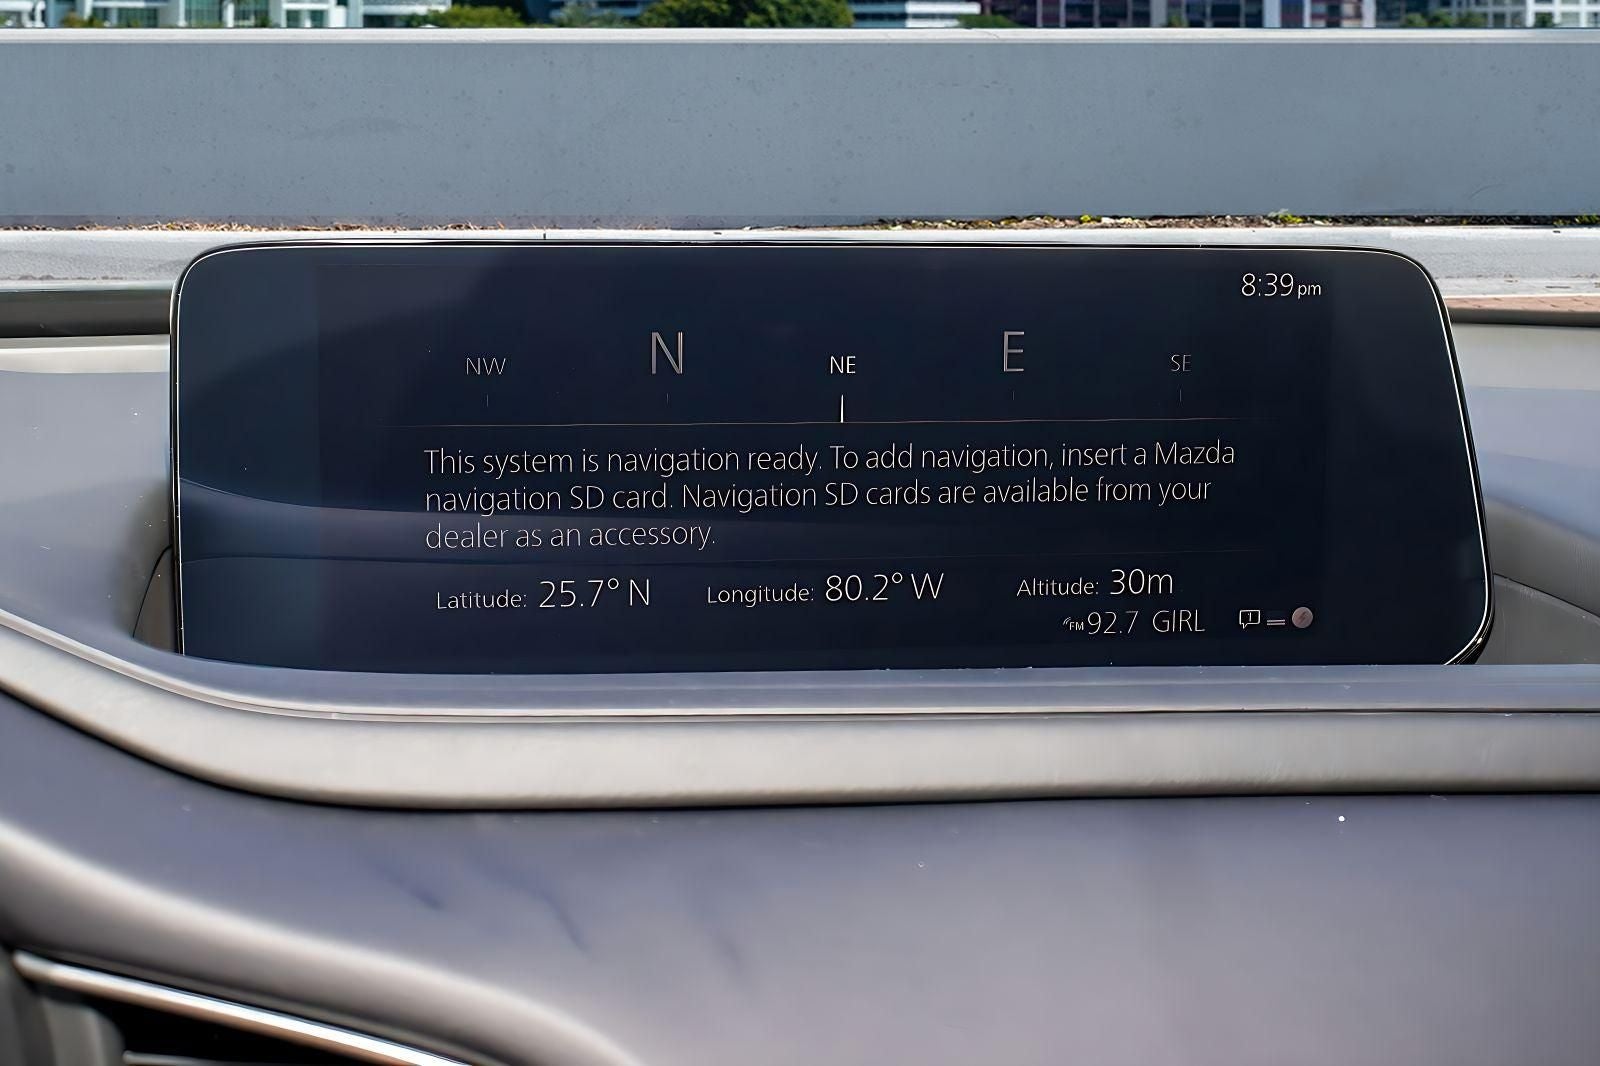 8:39pm
NW N NE E SE
This system is navigation ready. To add navigation, insert a Mazda
navigation SD card. Navigation SD cards are available from your
dealer as an accessory.
Latitude: 25.7° N Longitude: 80.2° W Altitude: 30m
FM 92.7 GIRL